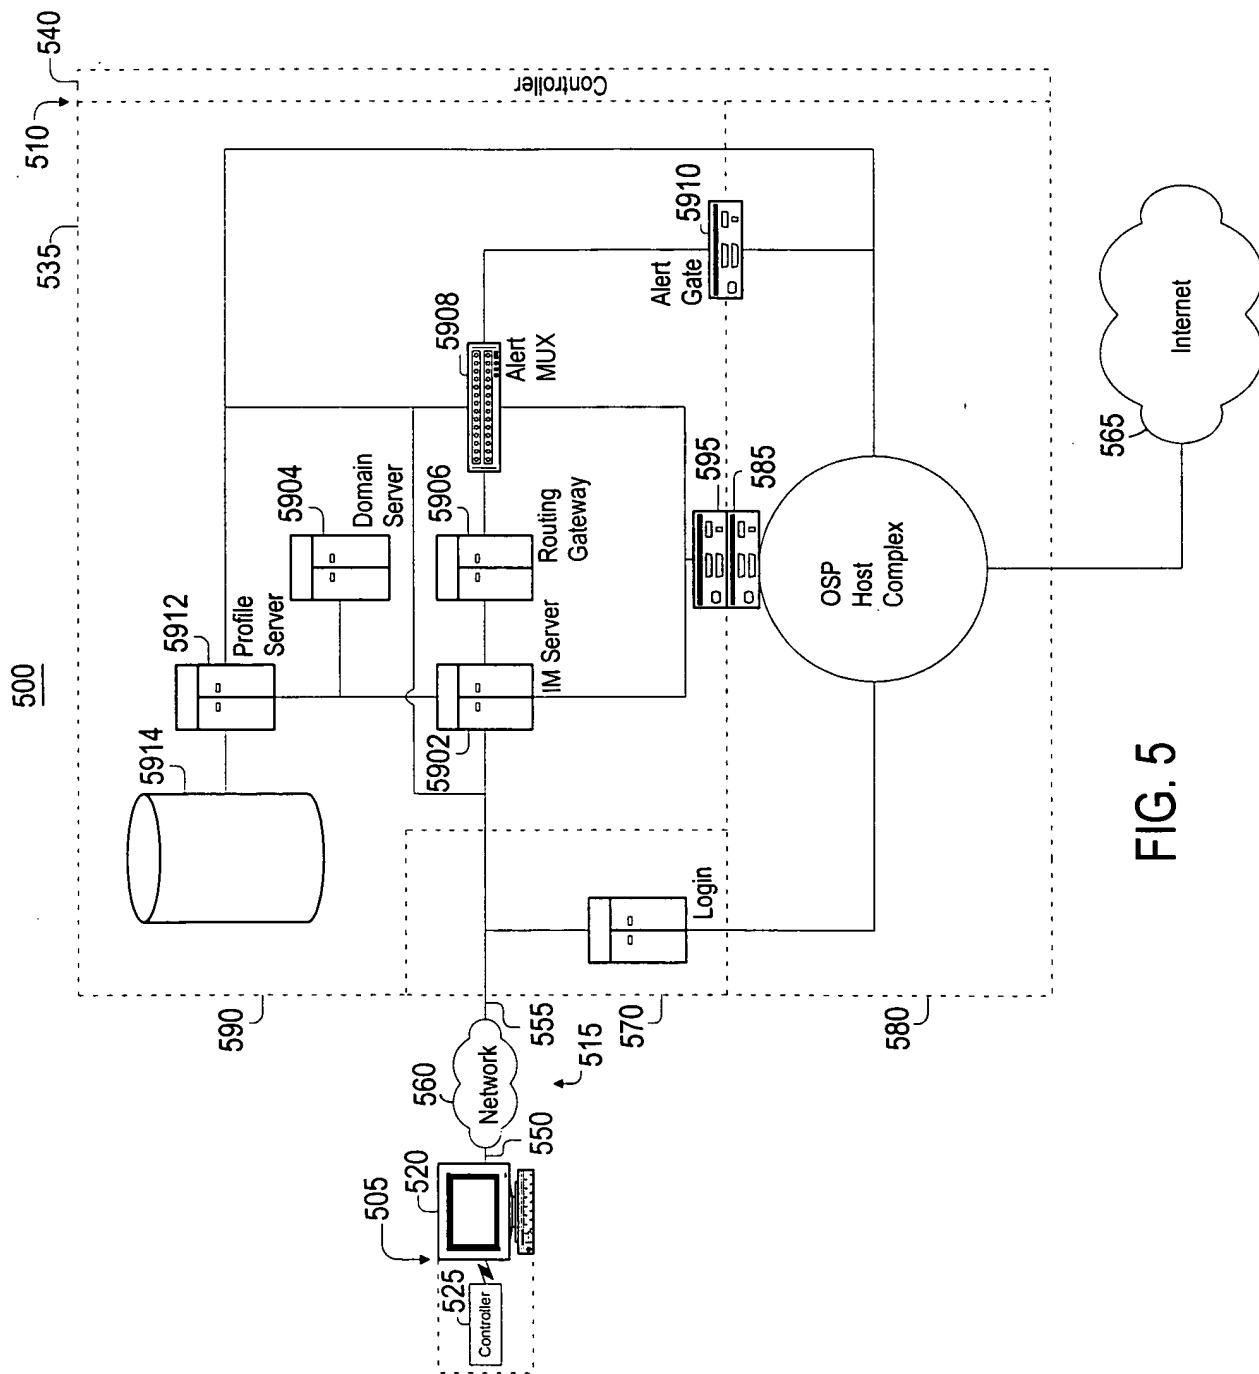 500
510
540
535
Controller
5914
5912
Profile
Server
5904
Domain
Server
5908
Alert
MUX
5906
Routing
Gateway
5902
IM Server
Alert
Gate
5910
590
505
520
525
Controller
550
560
Network
515
555
570
Login
595
585
580
OSP
Host
Complex
565
Internet
FIG. 5